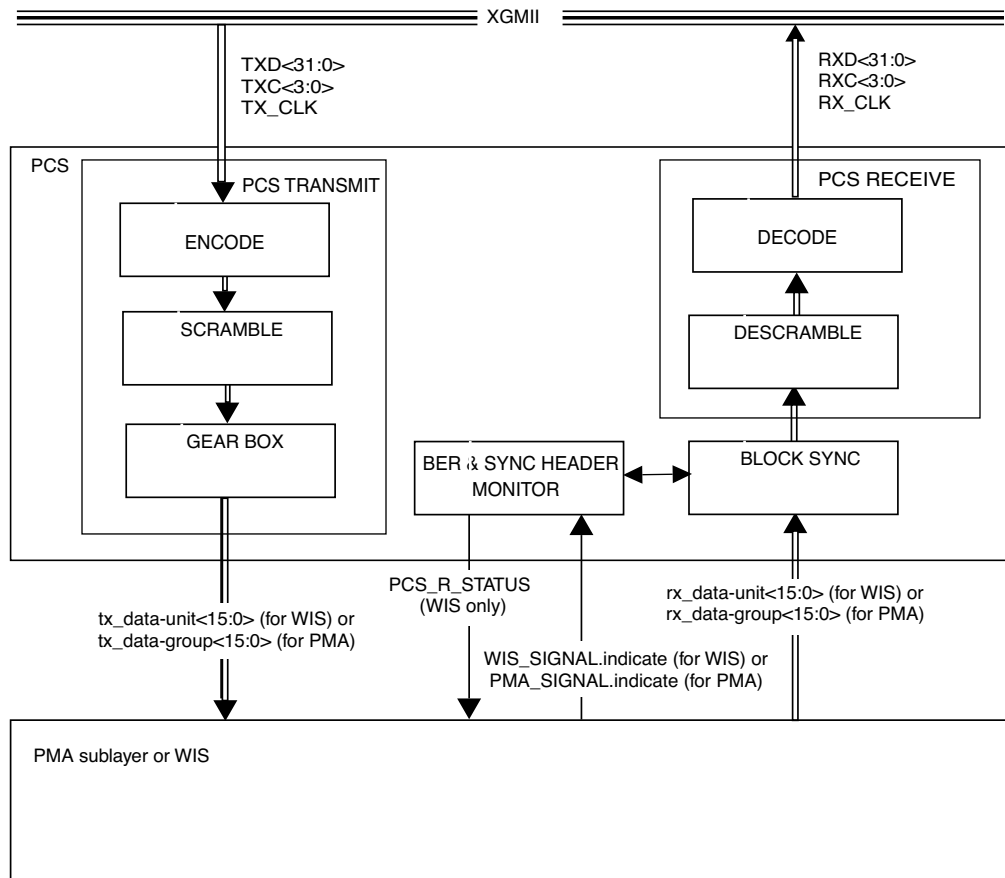 XGMII
TXD<31:0>
TXC<3:0>
TX_CLK
RXD<31:0>
RXC<3:0>
RX_CLK
PCS
PCS TRANSMIT
PCS RECEIVE
ENCODE
DECODE
SCRAMBLE
DESCRAMBLE
GEAR BOX
BER & SYNC HEADER
MONITOR
BLOCK SYNC
PCS_R_STATUS
(WIS only)
tx_data-unit<15:0> (for WIS) or
tx_data-group<15:0> (for PMA)
rx_data-unit<15:0> (for WIS) or
rx_data-group<15:0> (for PMA)
WIS_SIGNAL.indicate (for WIS) or
PMA_SIGNAL.indicate (for PMA)
PMA sublayer or WIS